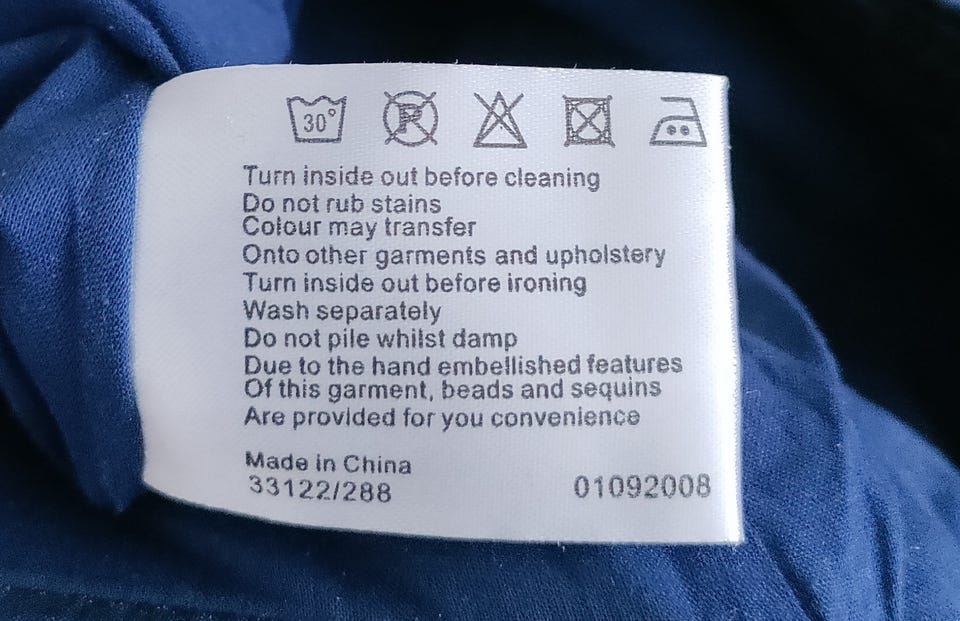 30° P
Turn inside out before cleaning
Do not rub stains
Colour may transfer
Onto other garments and upholstery
Turn inside out before ironing
Wash separately
Do not pile whilst damp
Due to the hand embellished features
Of this garment, beads and sequins
Are provided for you convenience
Made in China
33122/288 01092008